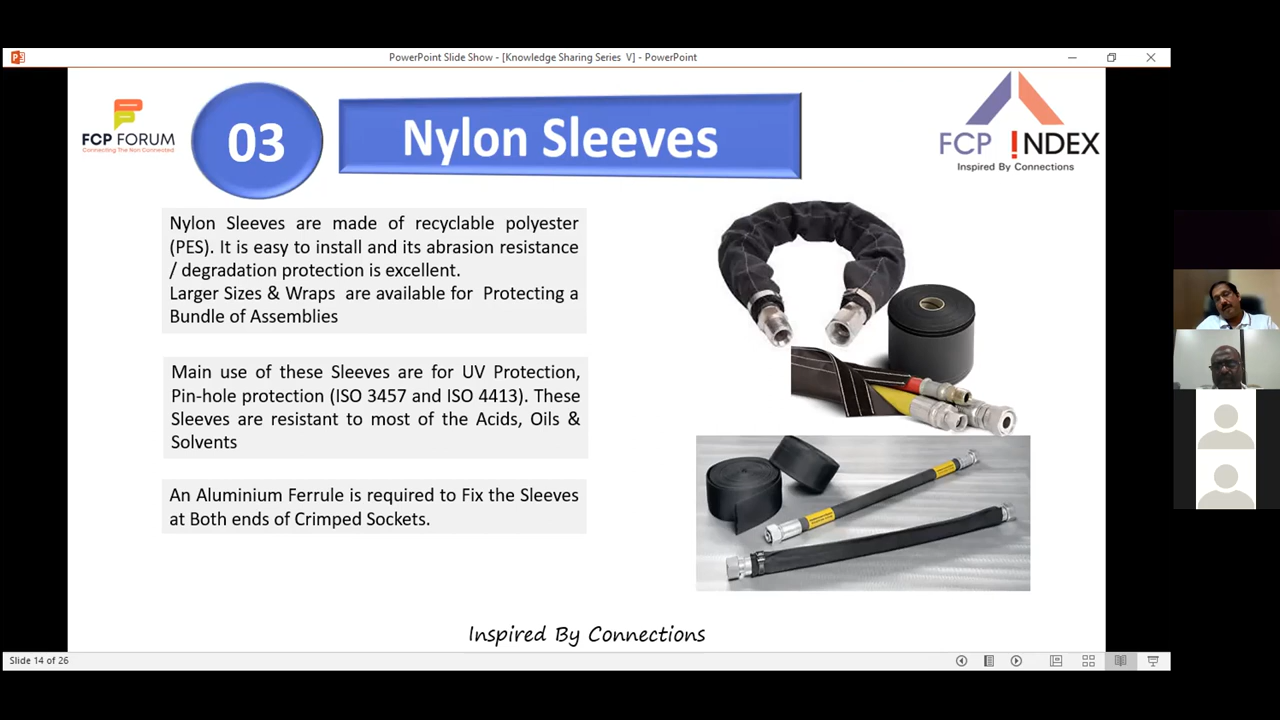 PowerPoint Slide Show - [Knowledge Sharing Series V] - PowerPoint
FCP FORUM
Connecting The Non Connected
03
Nylon Sleeves
FCP !NDEX
Inspired By Connections
Nylon Sleeves are made of recyclable polyester
(PES). It is easy to install and its abrasion resistance
/ degradation protection is excellent.
Larger Sizes & Wraps are available for Protecting a
Bundle of Assemblies
Main use of these Sleeves are for UV Protection,
Pin-hole protection (ISO 3457 and ISO 4413). These
Sleeves are resistant to most of the Acids, Oils &
Solvents
An Aluminium Ferrule is required to Fix the Sleeves
at Both ends of Crimped Sockets.
Inspired By Connections
Slide 14 of 26